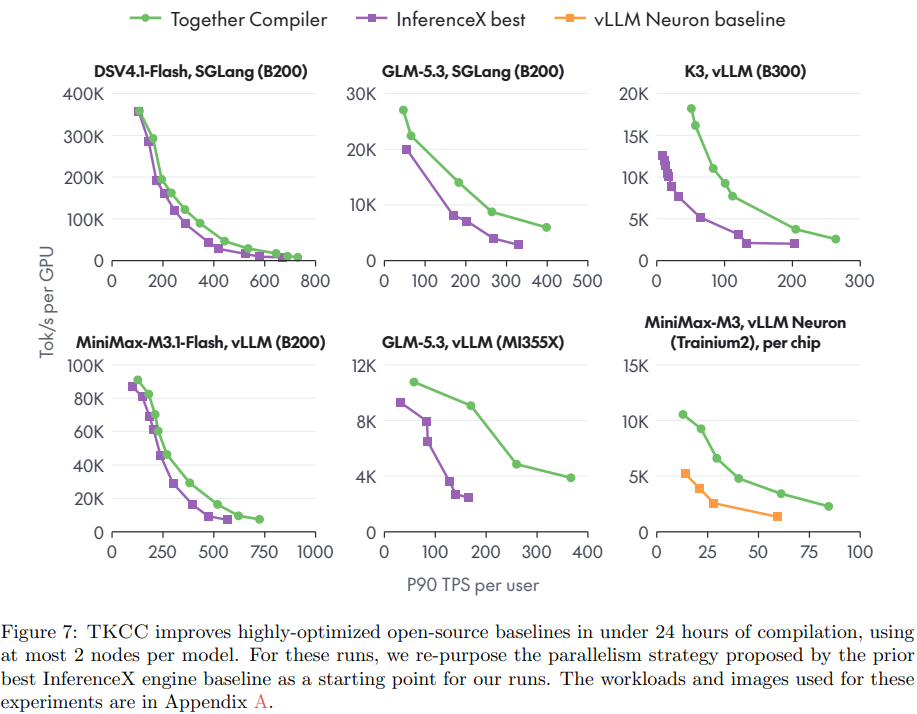 Together Compiler InferenceX best vLLM Neuron baseline
DSV4.1-Flash, SGLang (B200)
400K
300K
200K
100K
0
0 200 400 600 800
GLM-5.3, SGLang (B200)
30K
20K
10K
0
0 100 200 300 400 500
K3, vLLM (B300)
20K
15K
10K
5K
0
0 100 200 300
Tok/s per GPU
MiniMax-M3.1-Flash, vLLM (B200)
100K
80K
60K
40K
20K
0
0 250 500 750 1000
GLM-5.3, vLLM (MI355X)
12K
8K
4K
0
0 100 200 300 400
MiniMax-M3, vLLM Neuron
(Trainium2), per chip
15K
10K
5K
0
0 25 50 75 100
P90 TPS per user
Figure 7: TKCC improves highly-optimized open-source baselines in under 24 hours of compilation, using
at most 2 nodes per model. For these runs, we re-purpose the parallelism strategy proposed by the prior
best InferenceX engine baseline as a starting point for our runs. The workloads and images used for these
experiments are in Appendix A.